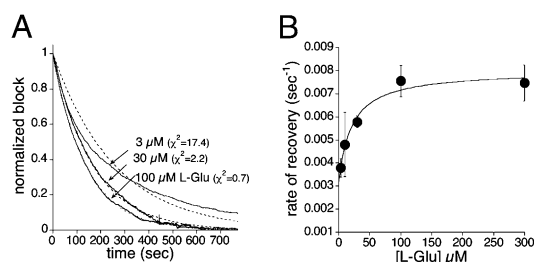 A
normalized block
1
0.8
0.6
0.4
0.2
0
3 µM (χ²=17.4)
30 µM (χ²=2.2)
100 µM L-Glu (χ²=0.7)
0 100 200 300 400 500 600 700
time (sec)
B
rate of recovery (sec⁻¹)
0.009
0.008
0.007
0.006
0.005
0.004
0.003
0.002
0.001
0 50 100 150 200 250 300
[L-Glu] µM